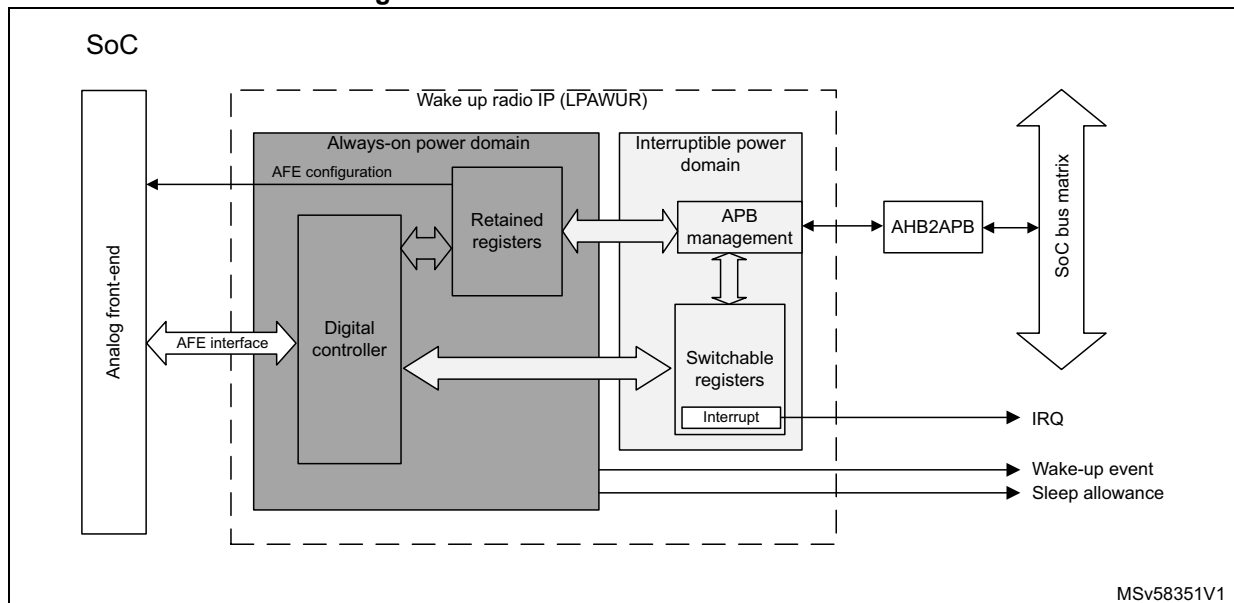 SoC
Wake up radio IP (LPAWUR)
Always-on power domain
Interruptible power
domain
AFE configuration
Retained
registers
APB
management
AHB2APB
SoC bus matrix
Analog front-end
AFE interface
Digital
controller
Switchable
registers
Interrupt
IRQ
Wake-up event
Sleep allowance
MSv58351V1